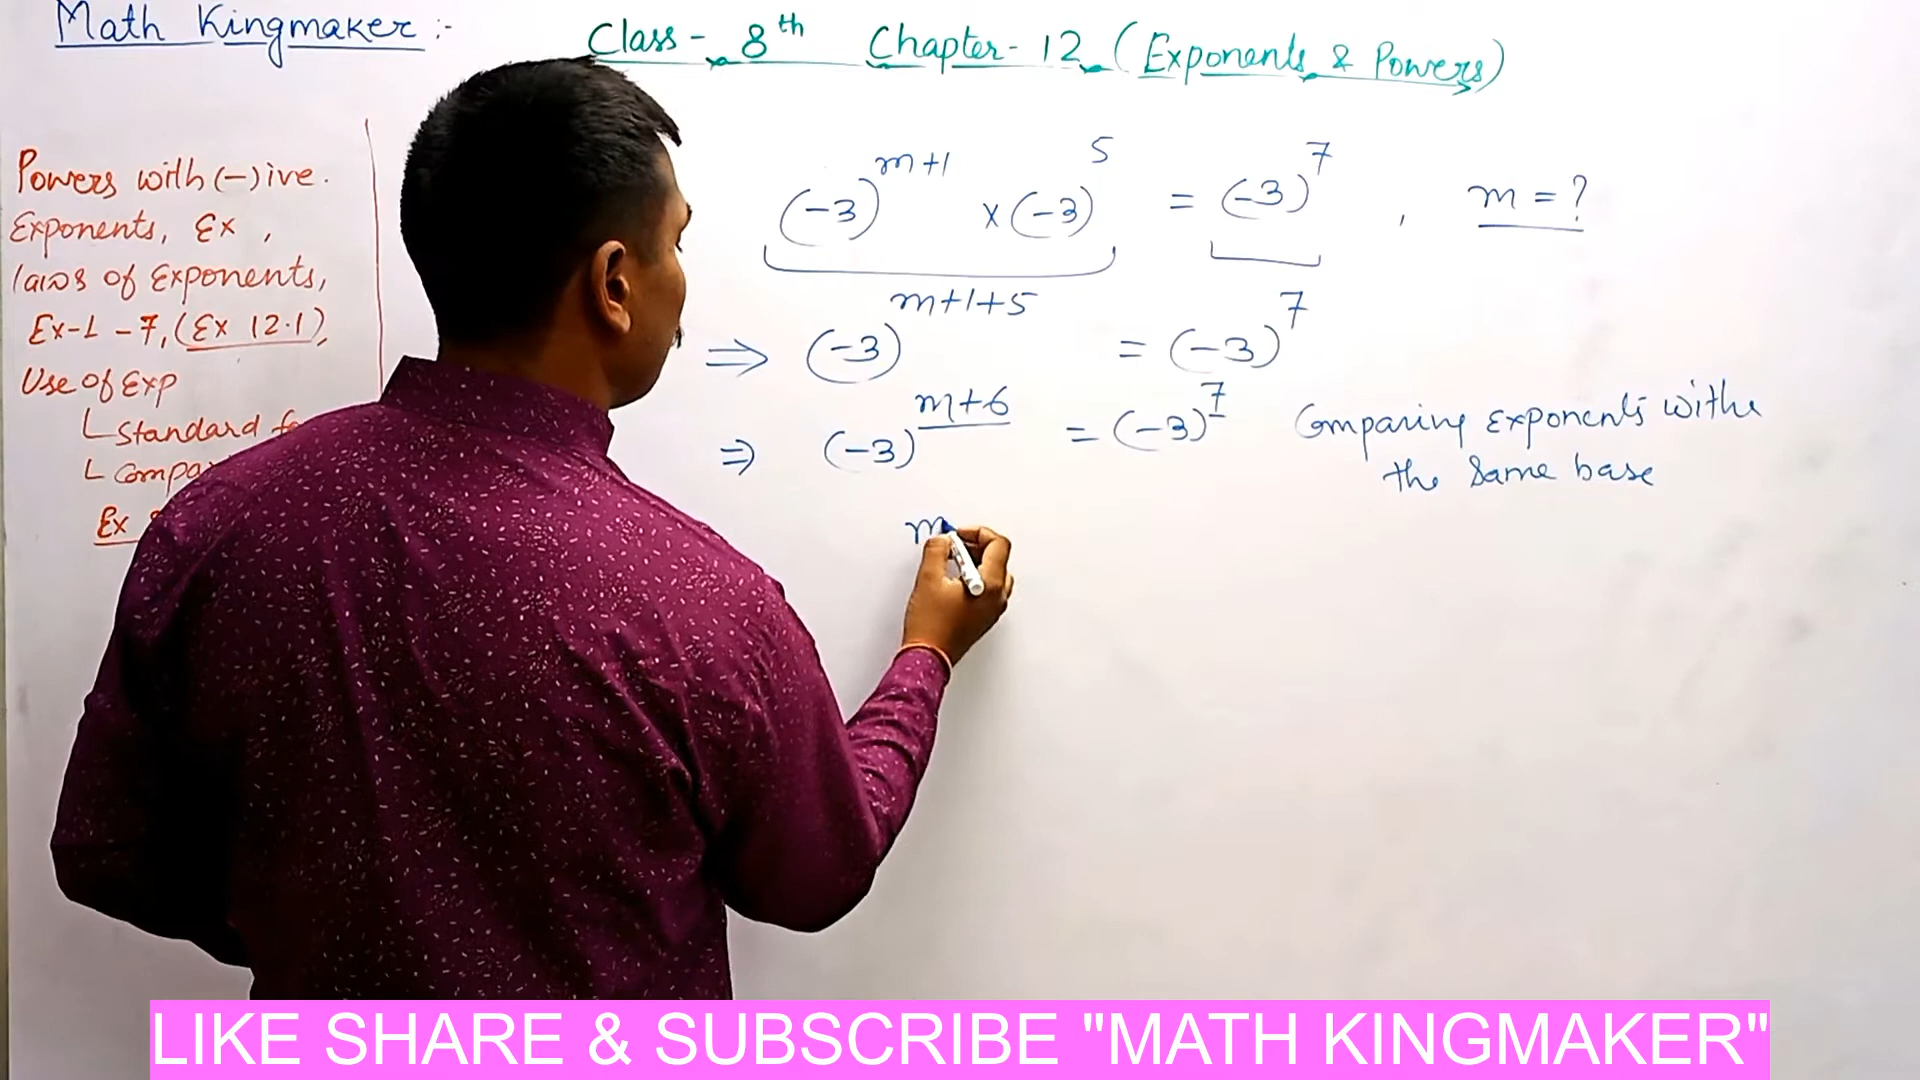 Math Kingmaker :-
Class - 8th Chapter - 12 (Exponents & Powers)
Powers with (-)ive.
Exponents, Ex,
laws of Exponents,
Ex-1-7, (Ex 12.1),
Use of Exp
Standard
Ex
(-3)^{m+1} × (-3)^5 = (-3)^7 , m = ?
⇒ (-3)^{m+1+5} = (-3)^7
⇒ (-3)^{m+6} = (-3)^7 Comparing exponents withe
the same base
m
LIKE SHARE & SUBSCRIBE "MATH KINGMAKER"